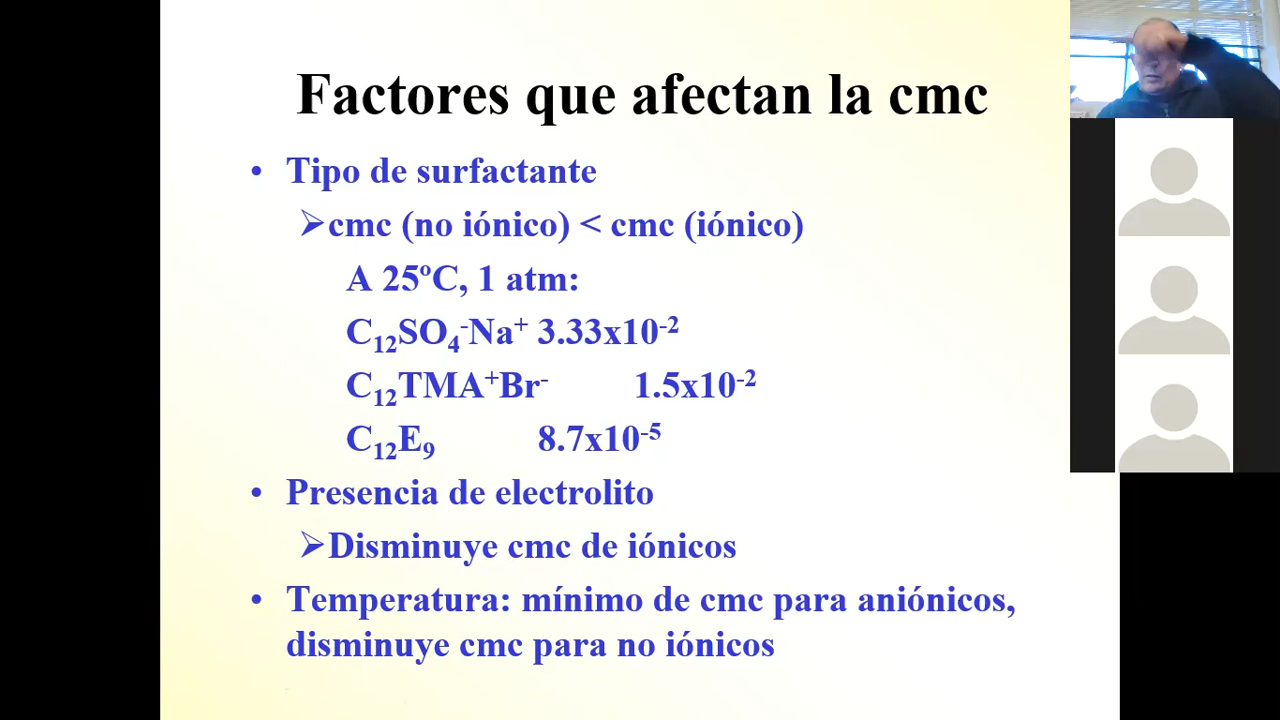 Factores que afectan la cmc
• Tipo de surfactante
➢cmc (no iónico) < cmc (iónico)
A 25ºC, 1 atm:
C₁₂SO₄⁻Na⁺ 3.33x10⁻²
C₁₂TMA⁺Br⁻ 1.5x10⁻²
C₁₂E₉ 8.7x10⁻⁵
• Presencia de electrolito
➢Disminuye cmc de iónicos
• Temperatura: mínimo de cmc para aniónicos,
disminuye cmc para no iónicos